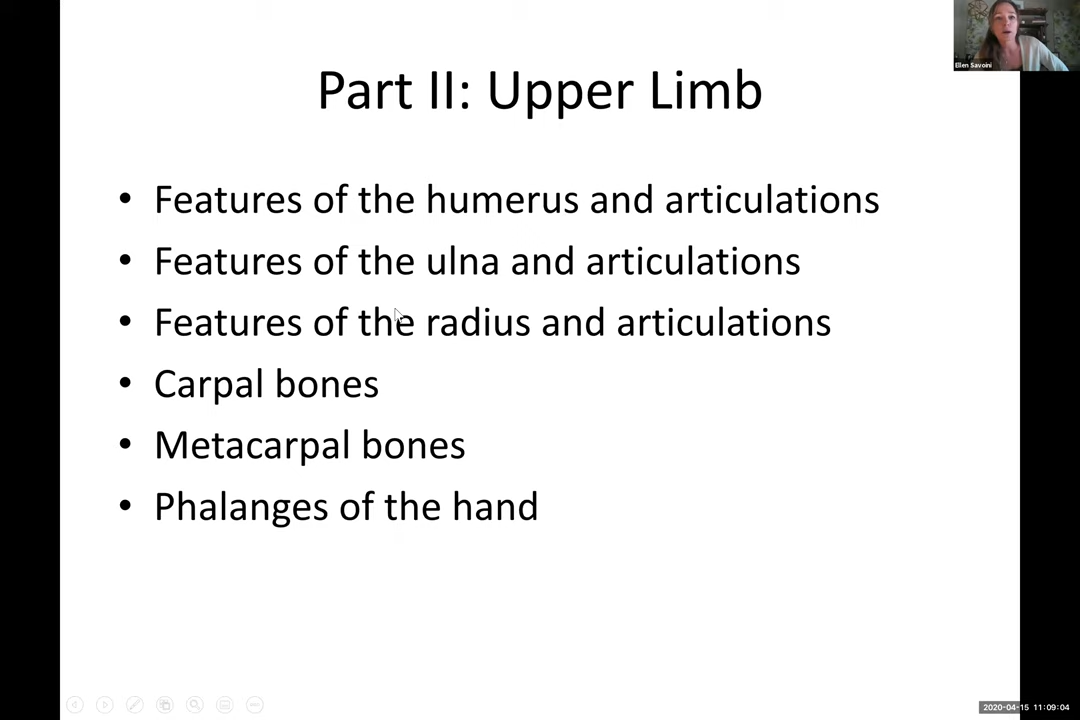 Ellen Savoini
Part II: Upper Limb
• Features of the humerus and articulations
• Features of the ulna and articulations
• Features of the radius and articulations
• Carpal bones
• Metacarpal bones
• Phalanges of the hand
2020-04-15 11:09:04